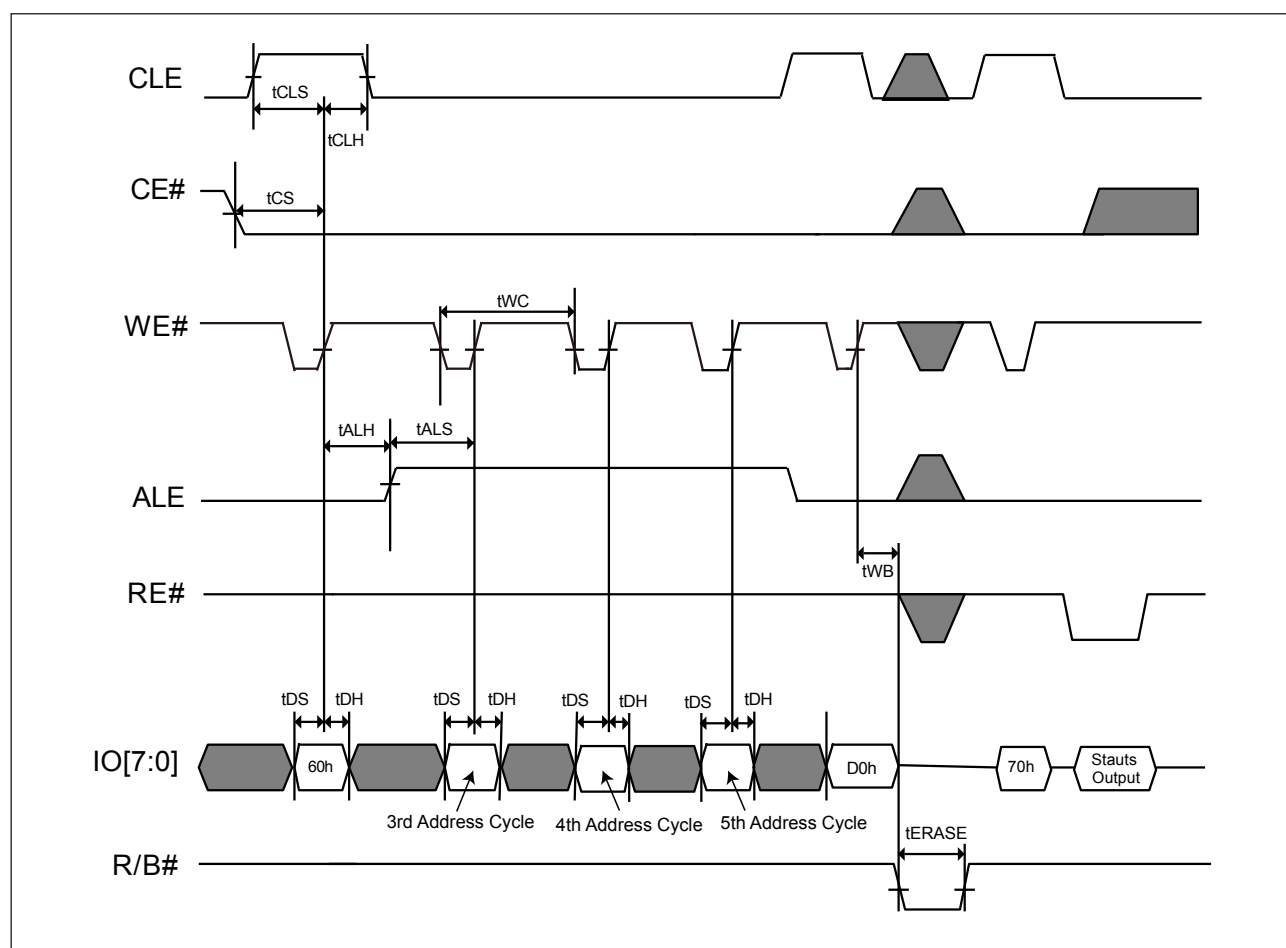 CLE
tCLS
tCLH
CE#
tCS
WE#
tWC
tALH
tALS
ALE
tWB
RE#
tDS
tDH
tDS
tDH
tDS
tDH
tDS
tDH
IO[7:0]
60h
D0h
70h
Stauts
Output
3rd Address Cycle
4th Address Cycle
5th Address Cycle
tERASE
R/B#